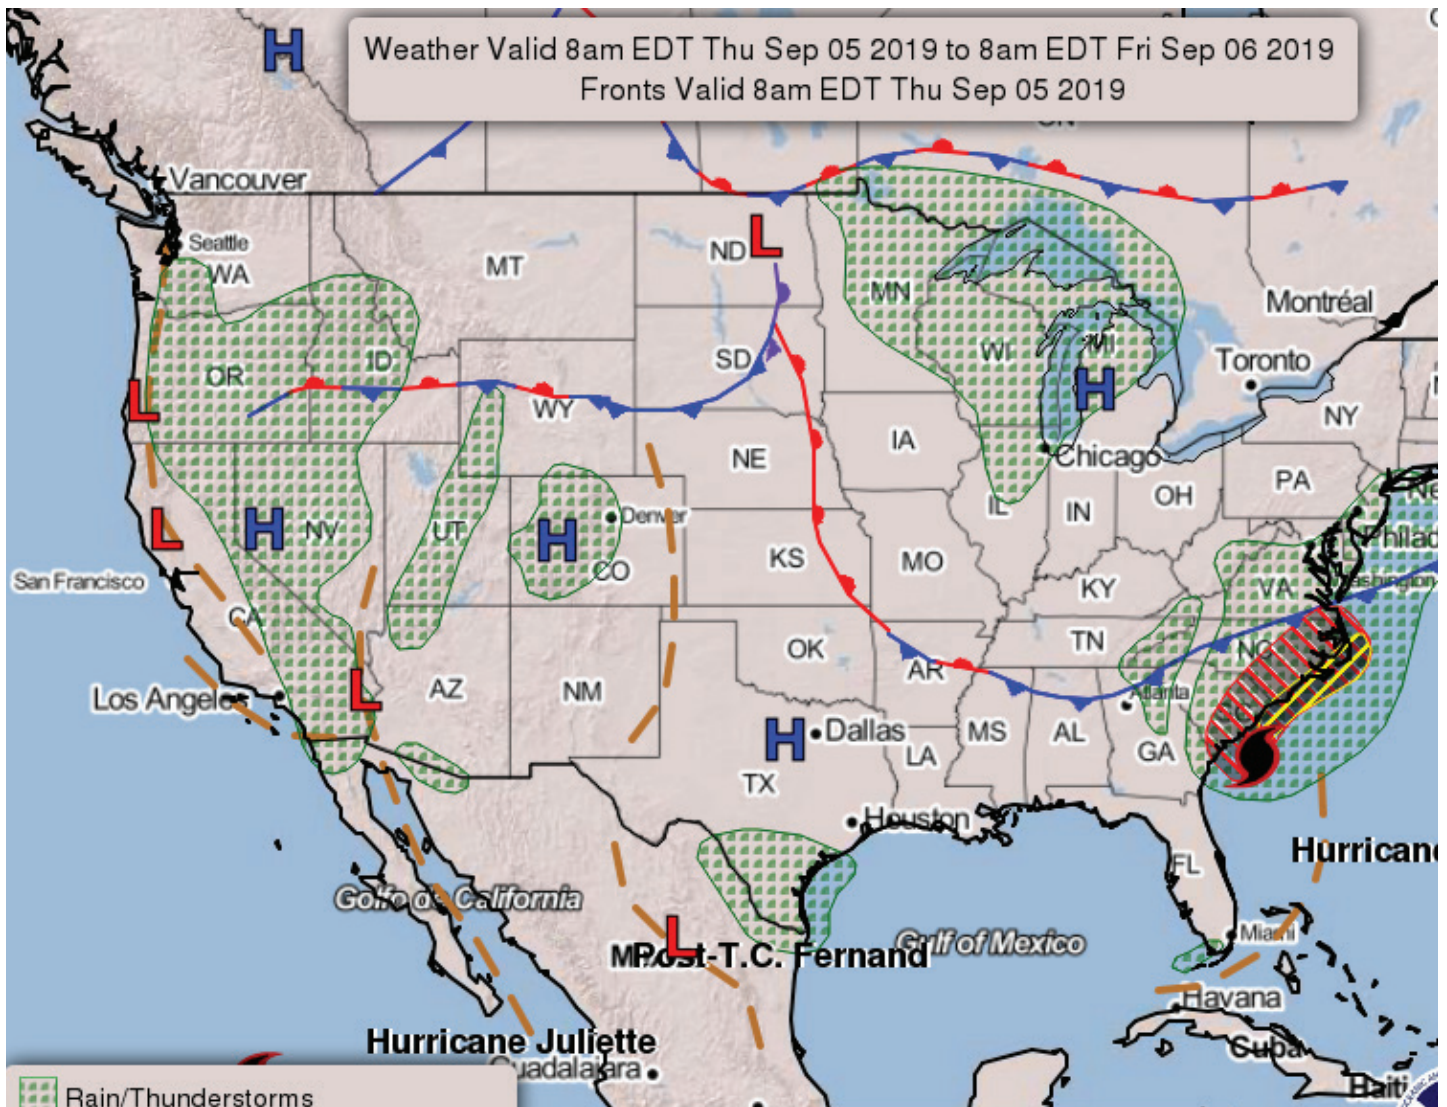 Weather Valid 8am EDT Thu Sep 05 2019 to 8am EDT Fri Sep 06 2019
Fronts Valid 8am EDT Thu Sep 05 2019
H
Vancouver
Seattle
WA
MT
ND
L
MN
Montréal
OR
ID
SD
WI
MI
Toronto
L
WY
H
NY
IA
NE
Chicago
PA
L
H
NV
UT
H
Denver
CO
KS
MO
IL
IN
OH
Philad
San Francisco
CA
KY
VA
Washington
OK
AR
TN
NC
Los Angeles
L
AZ
NM
H
Dallas
TX
LA
MS
AL
Atlanta
GA
Houston
FL
Hurricane
Golfo de California
L
Post-T.C. Fernand
Gulf of Mexico
Miami
Havana
Hurricane Juliette
Guadalajara
Cuba
Haiti
Rain/Thunderstorms